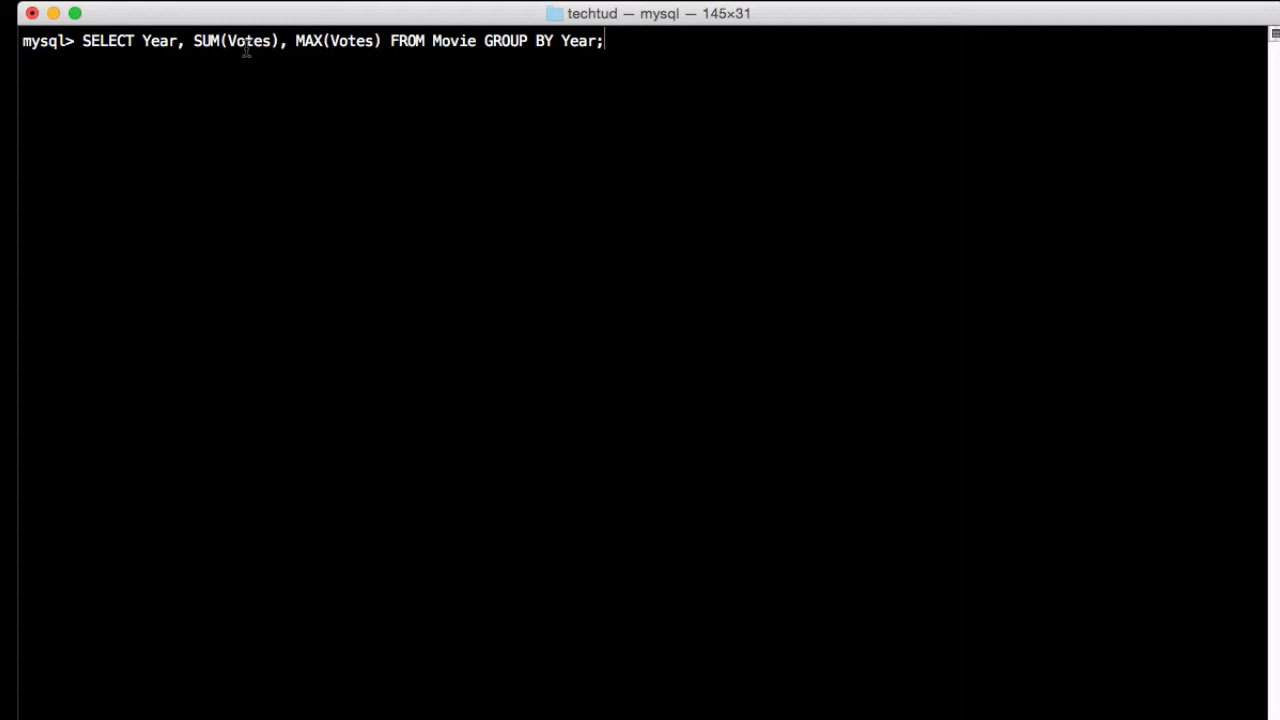 techtud — mysql — 145×31
mysql> SELECT Year, SUM(Votes), MAX(Votes) FROM Movie GROUP BY Year;